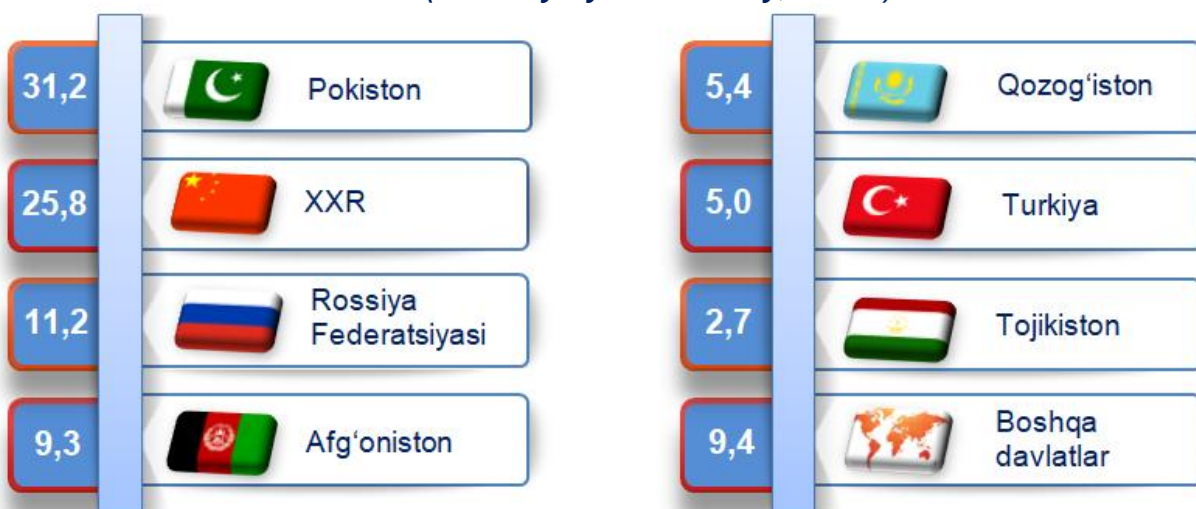 31,2 Pokiston
25,8 XXR
11,2 Rossiya
Federatsiyasi
9,3 Afg‘oniston
5,4 Qozog‘iston
5,0 Turkiya
2,7 Tojikiston
9,4 Boshqa
davlatlar